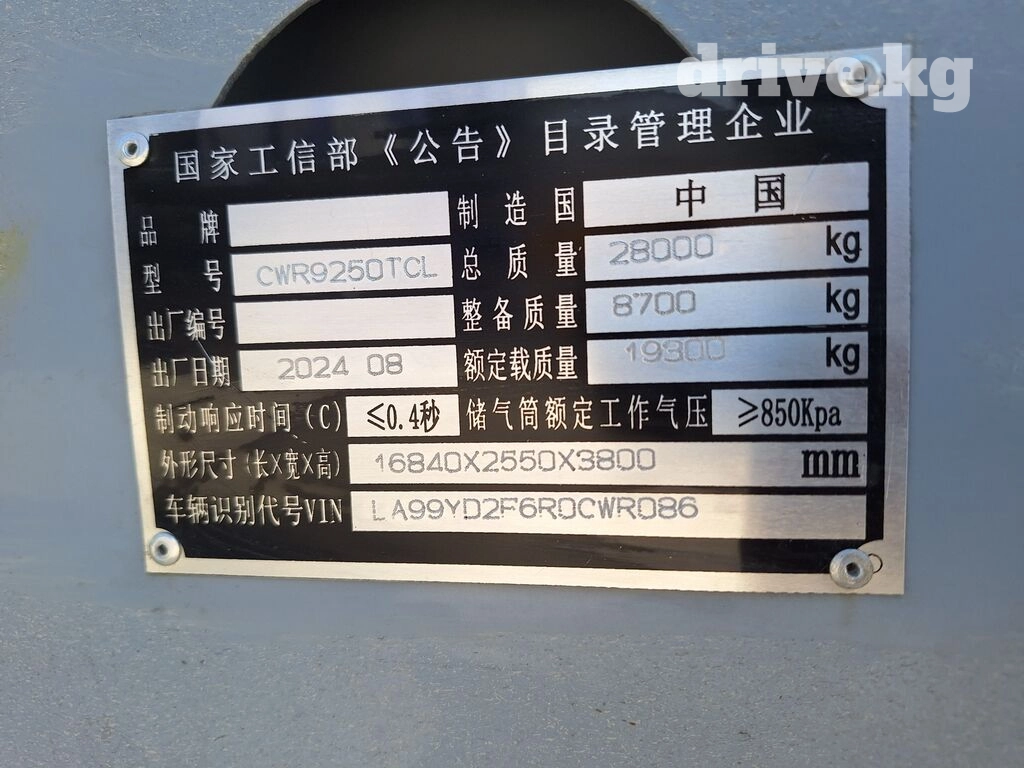 drive.kg
国家工信部《公告》目录管理企业
品牌 制造国 中国
型号 CWR9250TCL 总质量 28000 kg
出厂编号 整备质量 8700 kg
出厂日期 2024 08 额定载质量 19300 kg
制动响应时间（C） ≤0.4秒 储气筒额定工作气压 ≥850Kpa
外形尺寸（长X宽X高） 16840X2550X3800 mm
车辆识别代号VIN LA99YD2F6R0CWR086